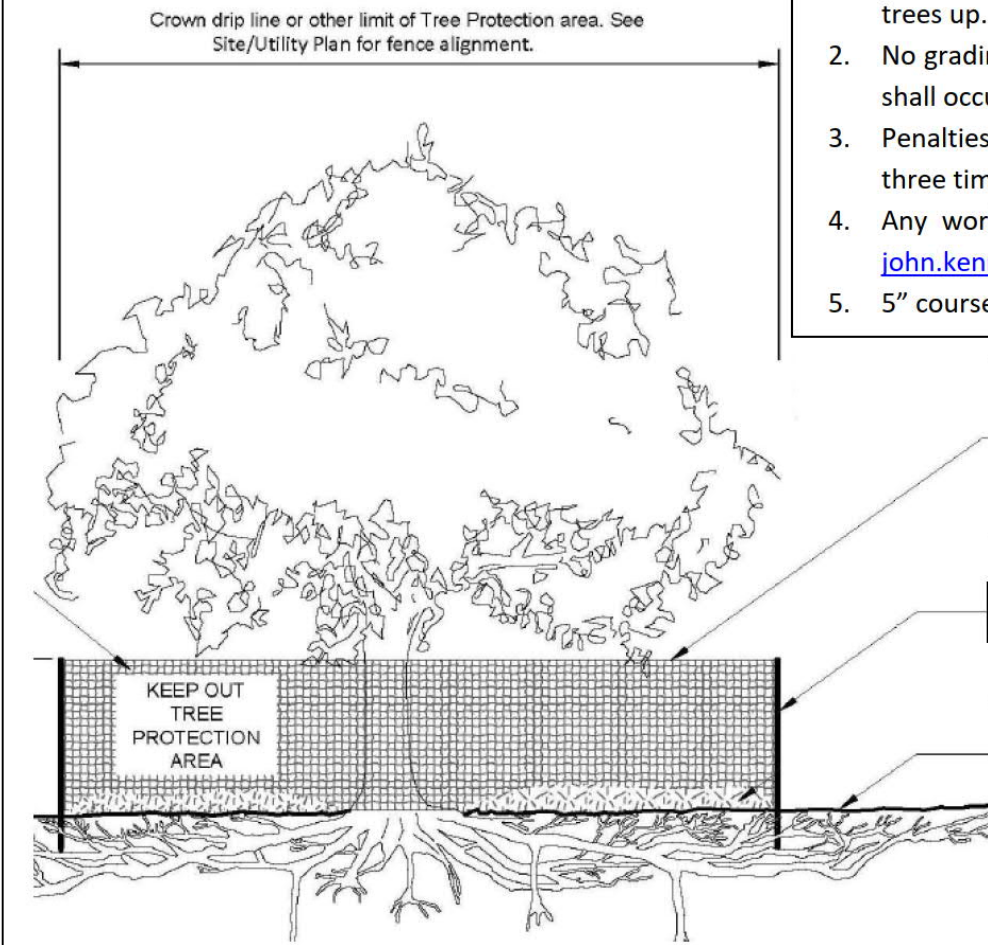 Crown drip line or other limit of Tree Protection area. See
Site/Utility Plan for fence alignment.
trees up.
2. No gradin
shall occu
3. Penalties
three tim
4. Any wor
john.ken
5. 5” course
KEEP OUT
TREE
PROTECTION
AREA